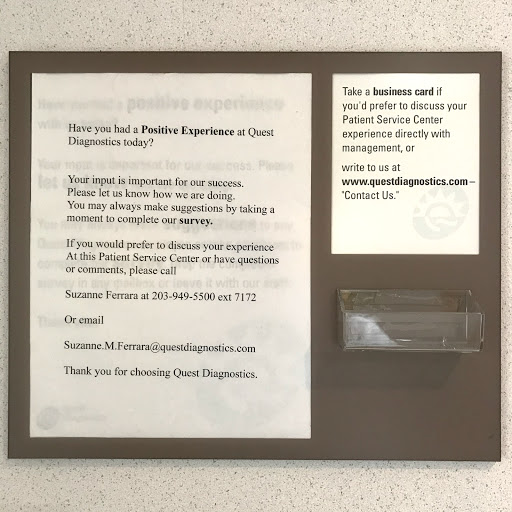 Have you had a Positive Experience at Quest
Diagnostics today?
Your input is important for our success.
Please let us know how we are doing.
You may always make suggestions by taking a
moment to complete our survey.
If you would prefer to discuss your experience
At this Patient Service Center or have questions
or comments, please call
Suzanne Ferrara at 203-949-5500 ext 7172
Or email
Suzanne.M.Ferrara@questdiagnostics.com
Thank you for choosing Quest Diagnostics.
Take a business card if
you'd prefer to discuss your
Patient Service Center
experience directly with
management, or
write to us at
www.questdiagnostics.com –
"Contact Us."